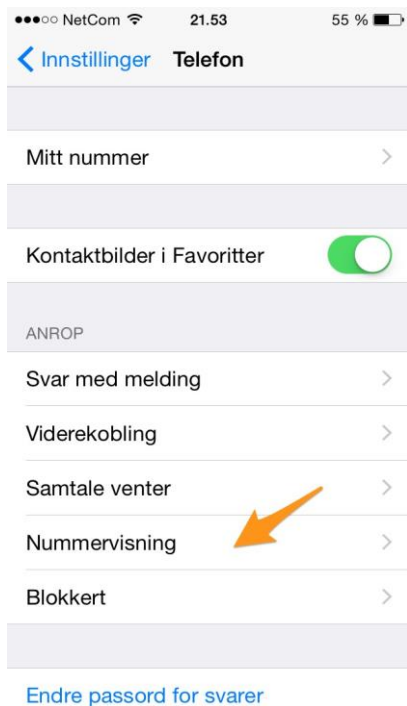 NetCom 21.53 55 %
Innstillinger Telefon
Mitt nummer
Kontaktbilder i Favoritter
ANROP
Svar med melding
Viderekobling
Samtale venter
Nummervisning
Blokkert
Endre passord for svarer